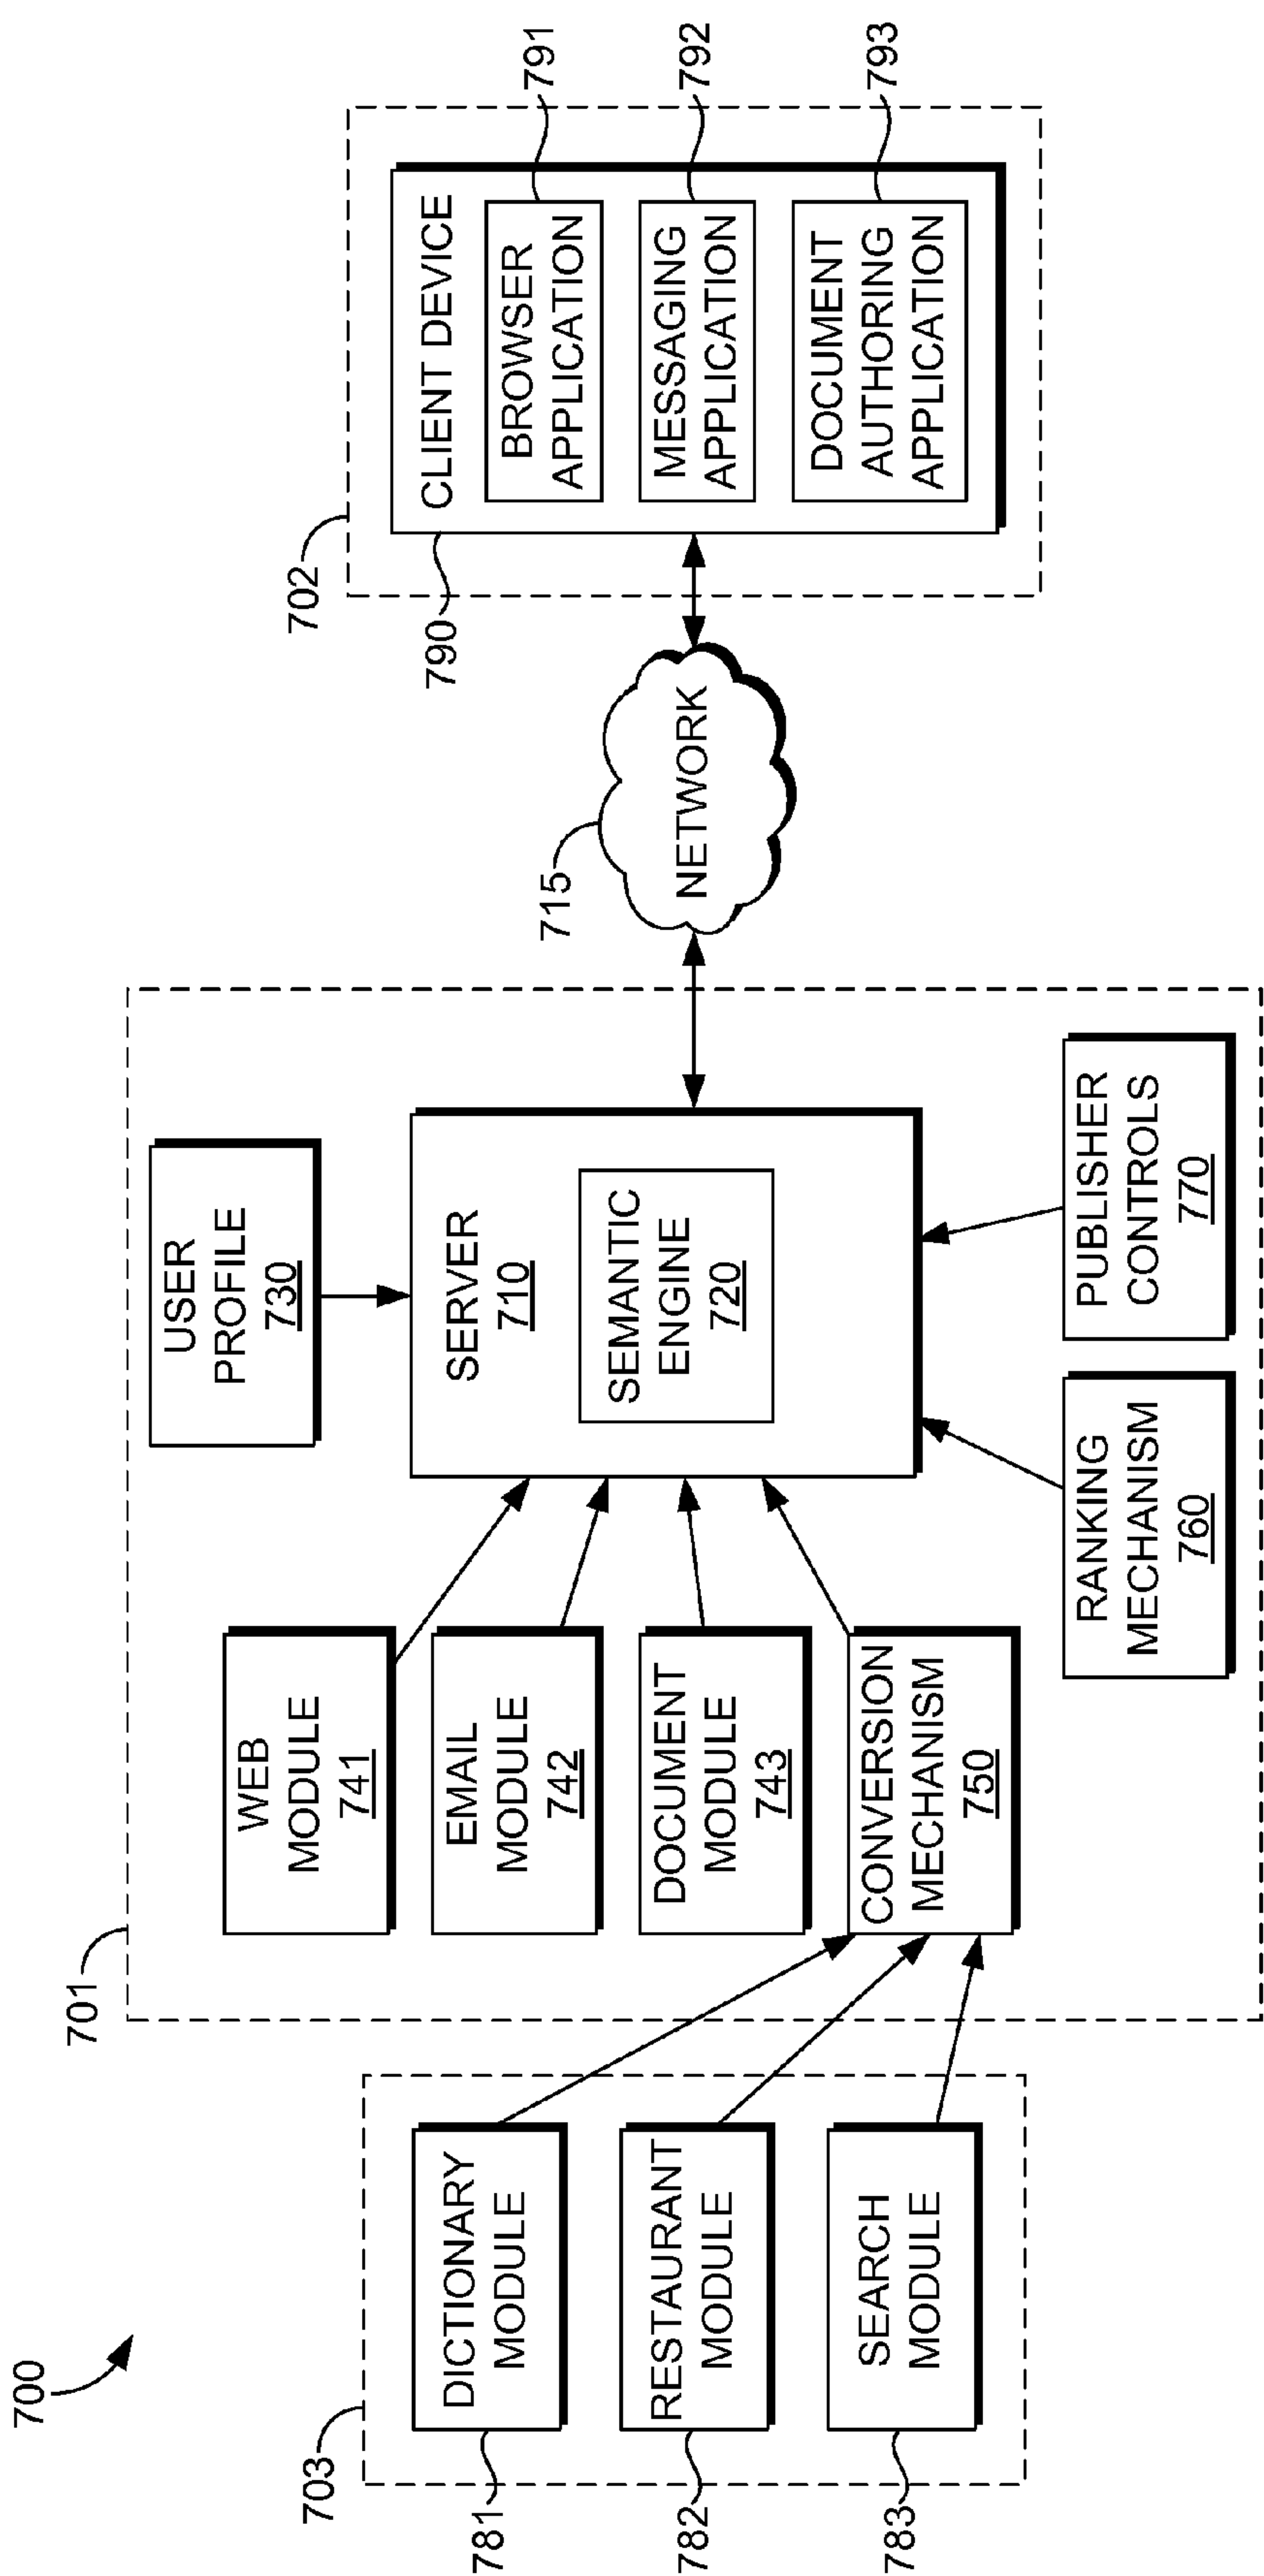 700
703
781
DICTIONARY
MODULE
782
RESTAURANT
MODULE
783
SEARCH
MODULE
701
WEB
MODULE
741
EMAIL
MODULE
742
DOCUMENT
MODULE
743
CONVERSION
MECHANISM
750
USER
PROFILE
730
SERVER
710
SEMANTIC
ENGINE
720
RANKING
MECHANISM
760
PUBLISHER
CONTROLS
770
715
NETWORK
702
790
CLIENT DEVICE
BROWSER
APPLICATION
791
MESSAGING
APPLICATION
792
DOCUMENT
AUTHORING
APPLICATION
793